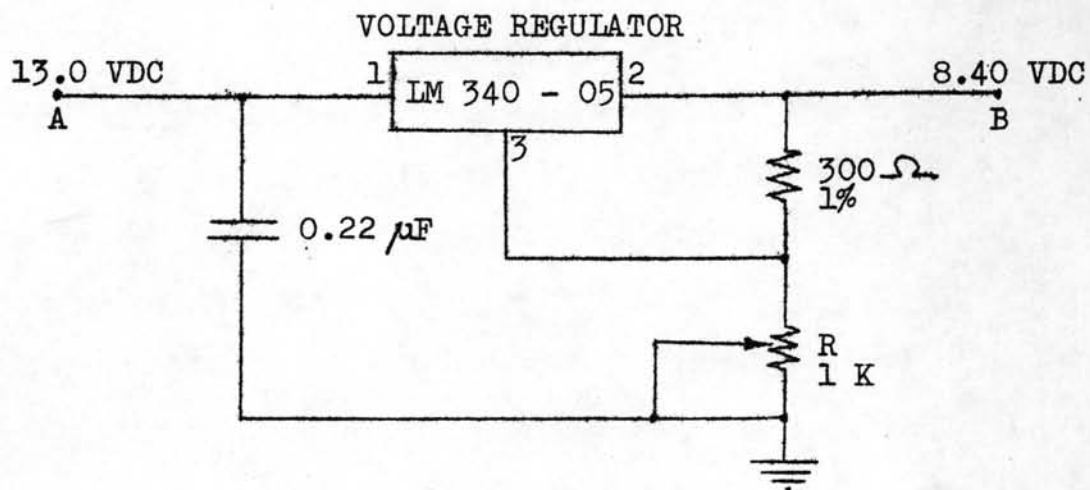 VOLTAGE REGULATOR
13.0 VDC
1
LM 340 - 05
2
8.40 VDC
A
B
3
300 Ω
1%
0.22 μF
R
1 K